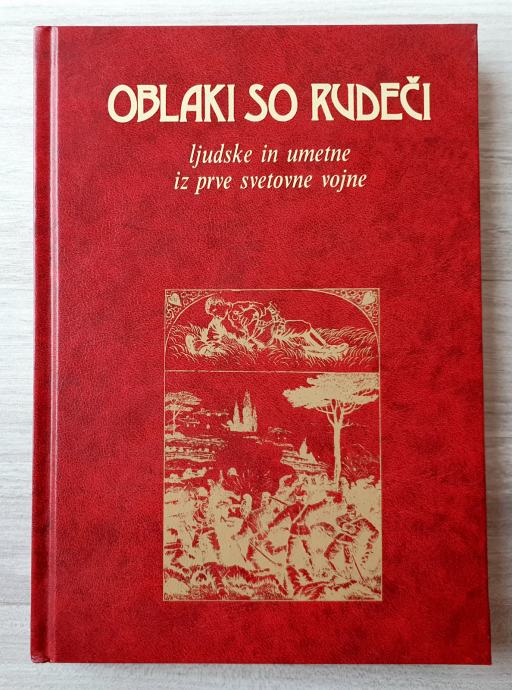 OBLAKI SO RUDEČI
ljudske in umetne
iz prve svetovne vojne